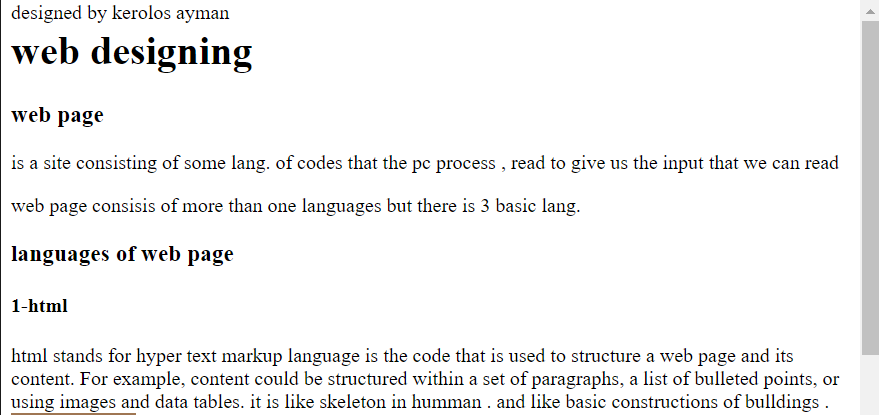 designed by kerolos ayman
web designing
web page
is a site consisting of some lang. of codes that the pc process , read to give us the input that we can read
web page consisis of more than one languages but there is 3 basic lang.
languages of web page
1-html
html stands for hyper text markup language is the code that is used to structure a web page and its
content. For example, content could be structured within a set of paragraphs, a list of bulleted points, or
using images and data tables. it is like skeleton in humman . and like basic constructions of bulldings .